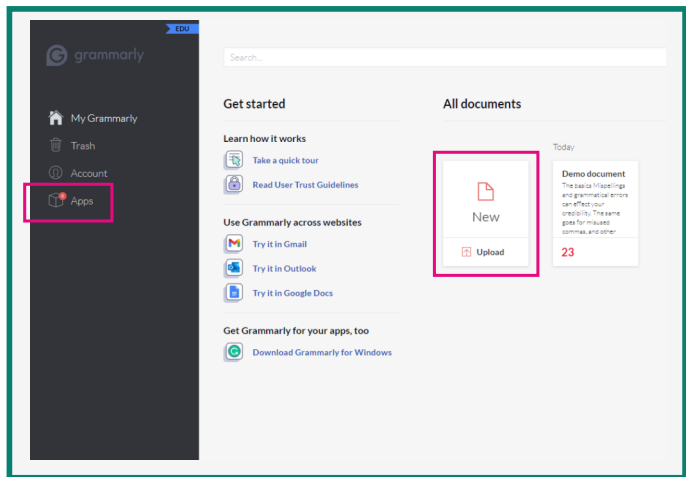 EDU
grammarly
My Grammarly
Trash
Account
Apps
Search...
Get started
Learn how it works
Take a quick tour
Read User Trust Guidelines
Use Grammarly across websites
Try it in Gmail
Try it in Outlook
Try it in Google Docs
Get Grammarly for your apps, too
Download Grammarly for Windows
All documents
New
Upload
Today
Demo document
The basics Mispellings
and grammatical errors
can effect your
credibility. The same
goes for misused
commas, and other
23